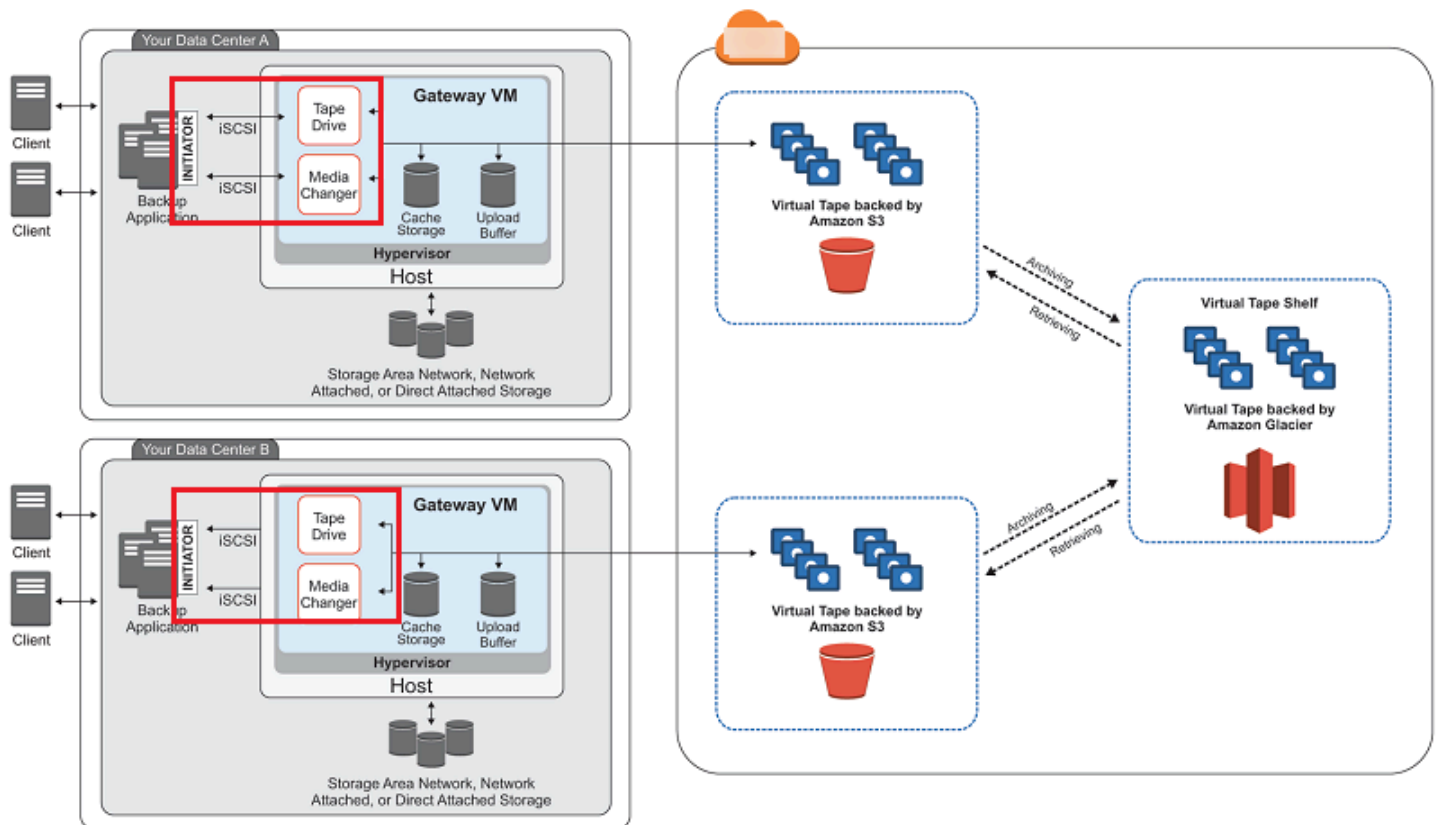 Your Data Center A
Client
Client
Backup
Application
INITIATOR
iSCSI
iSCSI
Tape
Drive
Media
Changer
Gateway VM
Cache
Storage
Upload
Buffer
Hypervisor
Host
Storage Area Network, Network
Attached, or Direct Attached Storage
Your Data Center B
Client
Client
Backup
Application
INITIATOR
iSCSI
iSCSI
Tape
Drive
Media
Changer
Gateway VM
Cache
Storage
Upload
Buffer
Hypervisor
Host
Storage Area Network, Network
Attached, or Direct Attached Storage
Virtual Tape backed by
Amazon S3
Archiving
Retrieving
Virtual Tape Shelf
Virtual Tape backed by
Amazon Glacier
Archiving
Retrieving
Virtual Tape backed by
Amazon S3